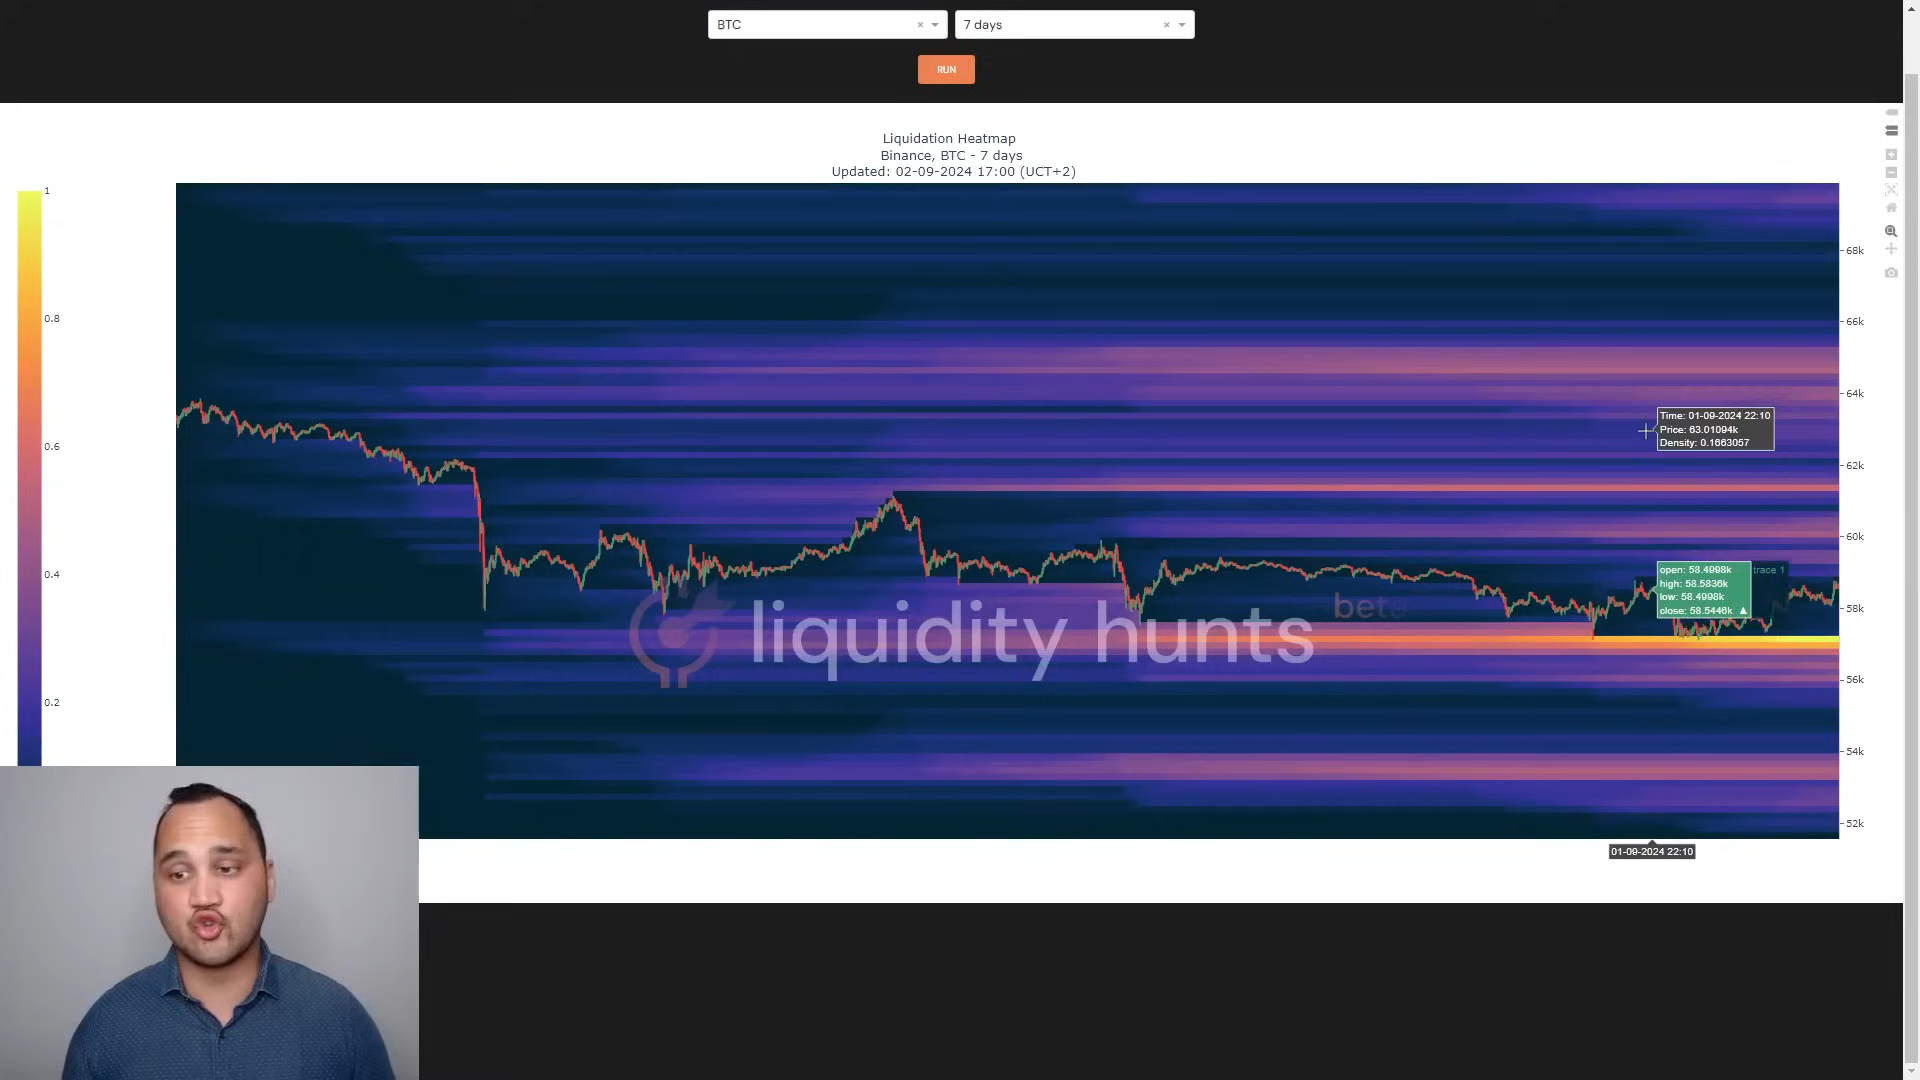 BTC × 7 days ×
RUN
Liquidation Heatmap
Binance, BTC - 7 days
Updated: 02-09-2024 17:00 (UCT+2)
1
0.8
0.6
0.4
0.2
68k
66k
64k
62k
60k
58k
56k
54k
52k
Time: 01-09-2024 22:10
Price: 63.01094k
Density: 0.1663057
open: 58.4998k trace 1
high: 58.5836k
low: 58.4998k
close: 58.5446k ▲
beta
liquidity hunts
01-09-2024 22:10